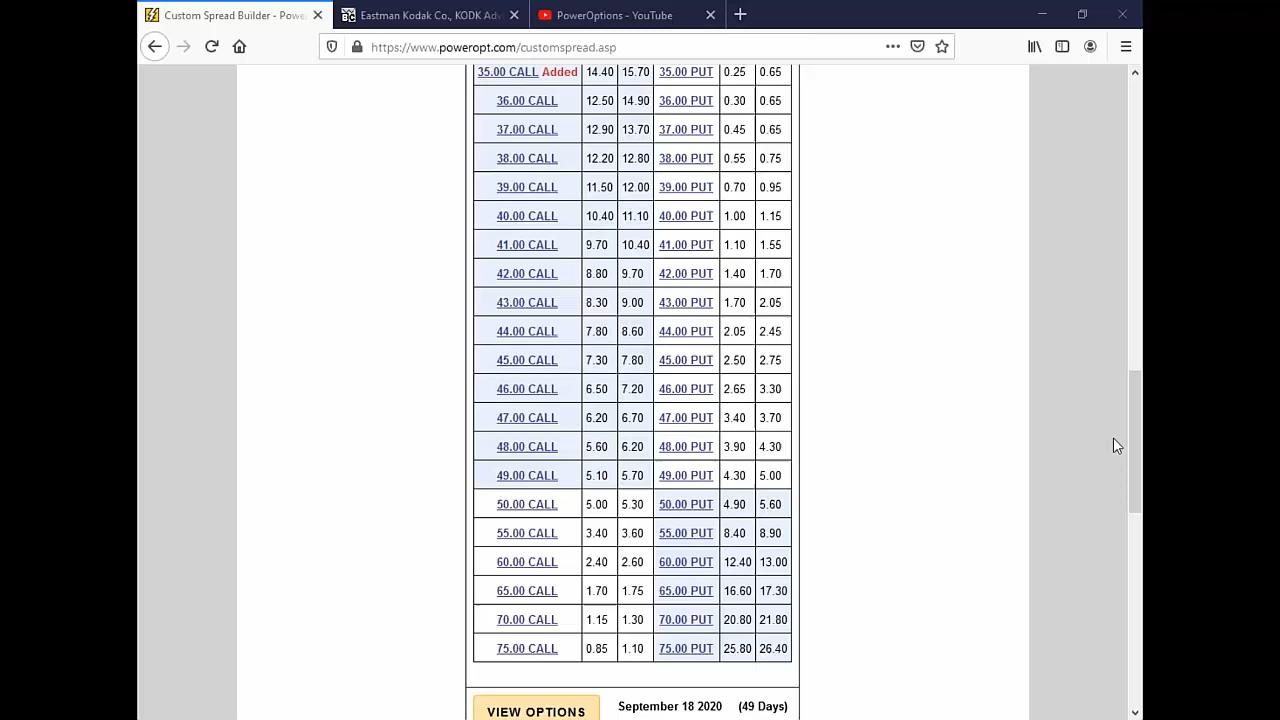 Custom Spread Builder - Powe
Eastman Kodak Co., KODK Adv
PowerOptions - YouTube
https://www.poweropt.com/customspread.asp
35.00 CALL Added 14.40 15.70 35.00 PUT 0.25 0.65
36.00 CALL 12.50 14.90 36.00 PUT 0.30 0.65
37.00 CALL 12.90 13.70 37.00 PUT 0.45 0.65
38.00 CALL 12.20 12.80 38.00 PUT 0.55 0.75
39.00 CALL 11.50 12.00 39.00 PUT 0.70 0.95
40.00 CALL 10.40 11.10 40.00 PUT 1.00 1.15
41.00 CALL 9.70 10.40 41.00 PUT 1.10 1.55
42.00 CALL 8.80 9.70 42.00 PUT 1.40 1.70
43.00 CALL 8.30 9.00 43.00 PUT 1.70 2.05
44.00 CALL 7.80 8.60 44.00 PUT 2.05 2.45
45.00 CALL 7.30 7.80 45.00 PUT 2.50 2.75
46.00 CALL 6.50 7.20 46.00 PUT 2.65 3.30
47.00 CALL 6.20 6.70 47.00 PUT 3.40 3.70
48.00 CALL 5.60 6.20 48.00 PUT 3.90 4.30
49.00 CALL 5.10 5.70 49.00 PUT 4.30 5.00
50.00 CALL 5.00 5.30 50.00 PUT 4.90 5.60
55.00 CALL 3.40 3.60 55.00 PUT 8.40 8.90
60.00 CALL 2.40 2.60 60.00 PUT 12.40 13.00
65.00 CALL 1.70 1.75 65.00 PUT 16.60 17.30
70.00 CALL 1.15 1.30 70.00 PUT 20.80 21.80
75.00 CALL 0.85 1.10 75.00 PUT 25.80 26.40
VIEW OPTIONS September 18 2020 (49 Days)